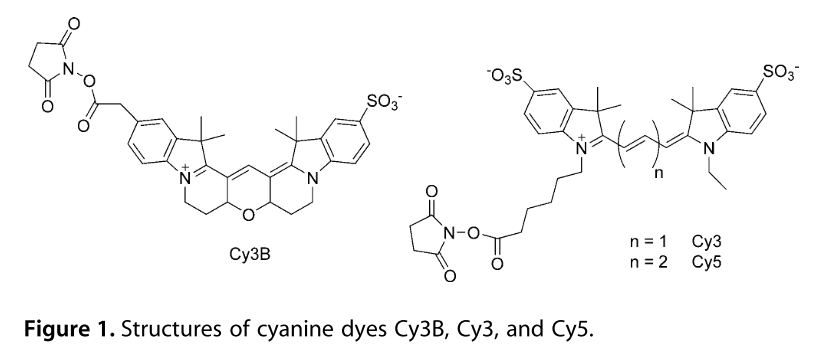 O
N
O
O
O
SO₃⁻
N⁺
N
O
Cy3B
⁻O₃S
SO₃⁻
N⁺
n
N
O
N
O
O
O
n = 1 Cy3
n = 2 Cy5
Figure 1. Structures of cyanine dyes Cy3B, Cy3, and Cy5.